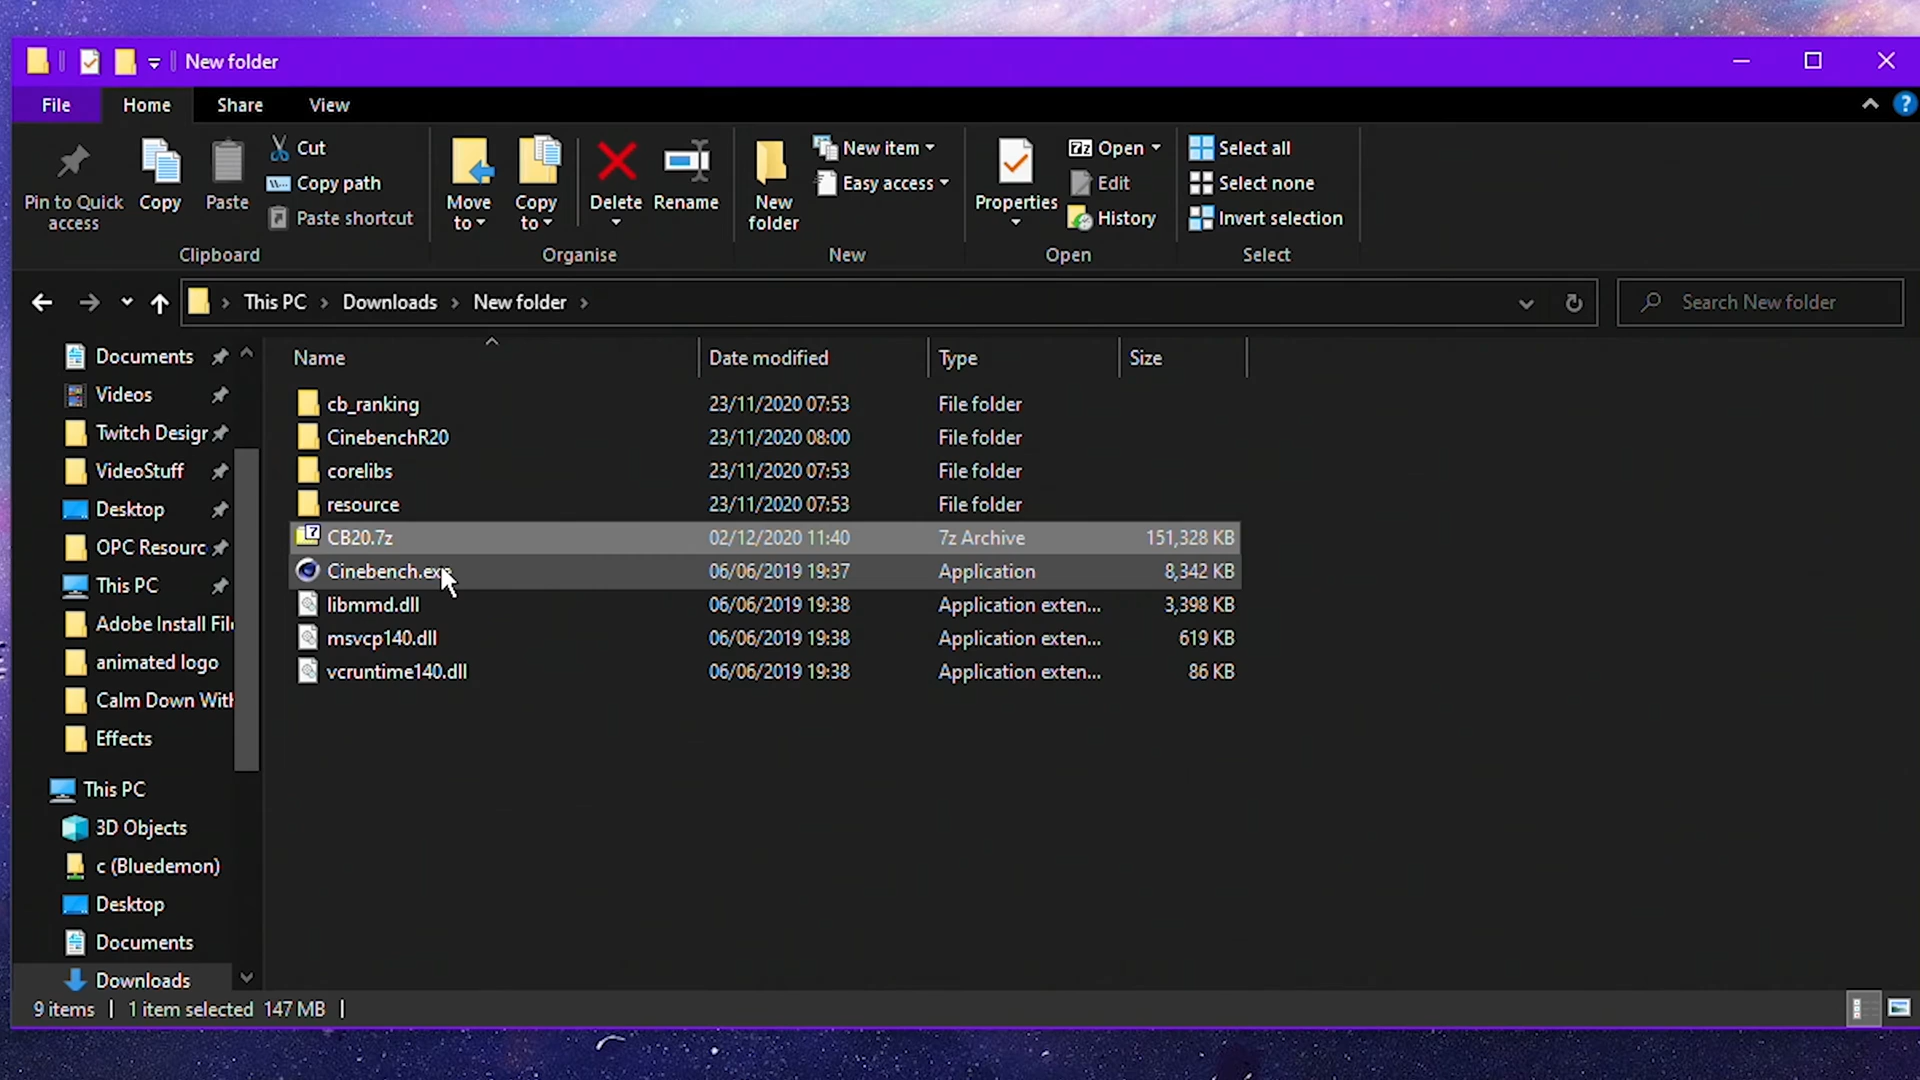 New folder
File Home Share View
Pin to Quick access
Copy
Paste
Cut
Copy path
Paste shortcut
Clipboard
Move to
Copy to
Delete
Rename
Organise
New folder
New item
Easy access
New
Properties
Open
Edit
History
Open
Select all
Select none
Invert selection
Select
This PC > Downloads > New folder >
Search New folder
Documents
Videos
Twitch Desigr
VideoStuff
Desktop
OPC Resourc
This PC
Adobe Install Fil
animated logo
Calm Down With
Effects
This PC
3D Objects
c (Bluedemon)
Desktop
Documents
Downloads
Name Date modified Type Size
cb_ranking 23/11/2020 07:53 File folder
CinebenchR20 23/11/2020 08:00 File folder
corelibs 23/11/2020 07:53 File folder
resource 23/11/2020 07:53 File folder
CB20.7z 02/12/2020 11:40 7z Archive 151,328 KB
Cinebench.exe 06/06/2019 19:37 Application 8,342 KB
libmmd.dll 06/06/2019 19:38 Application exten... 3,398 KB
msvcp140.dll 06/06/2019 19:38 Application exten... 619 KB
vcruntime140.dll 06/06/2019 19:38 Application exten... 86 KB
9 items 1 item selected 147 MB